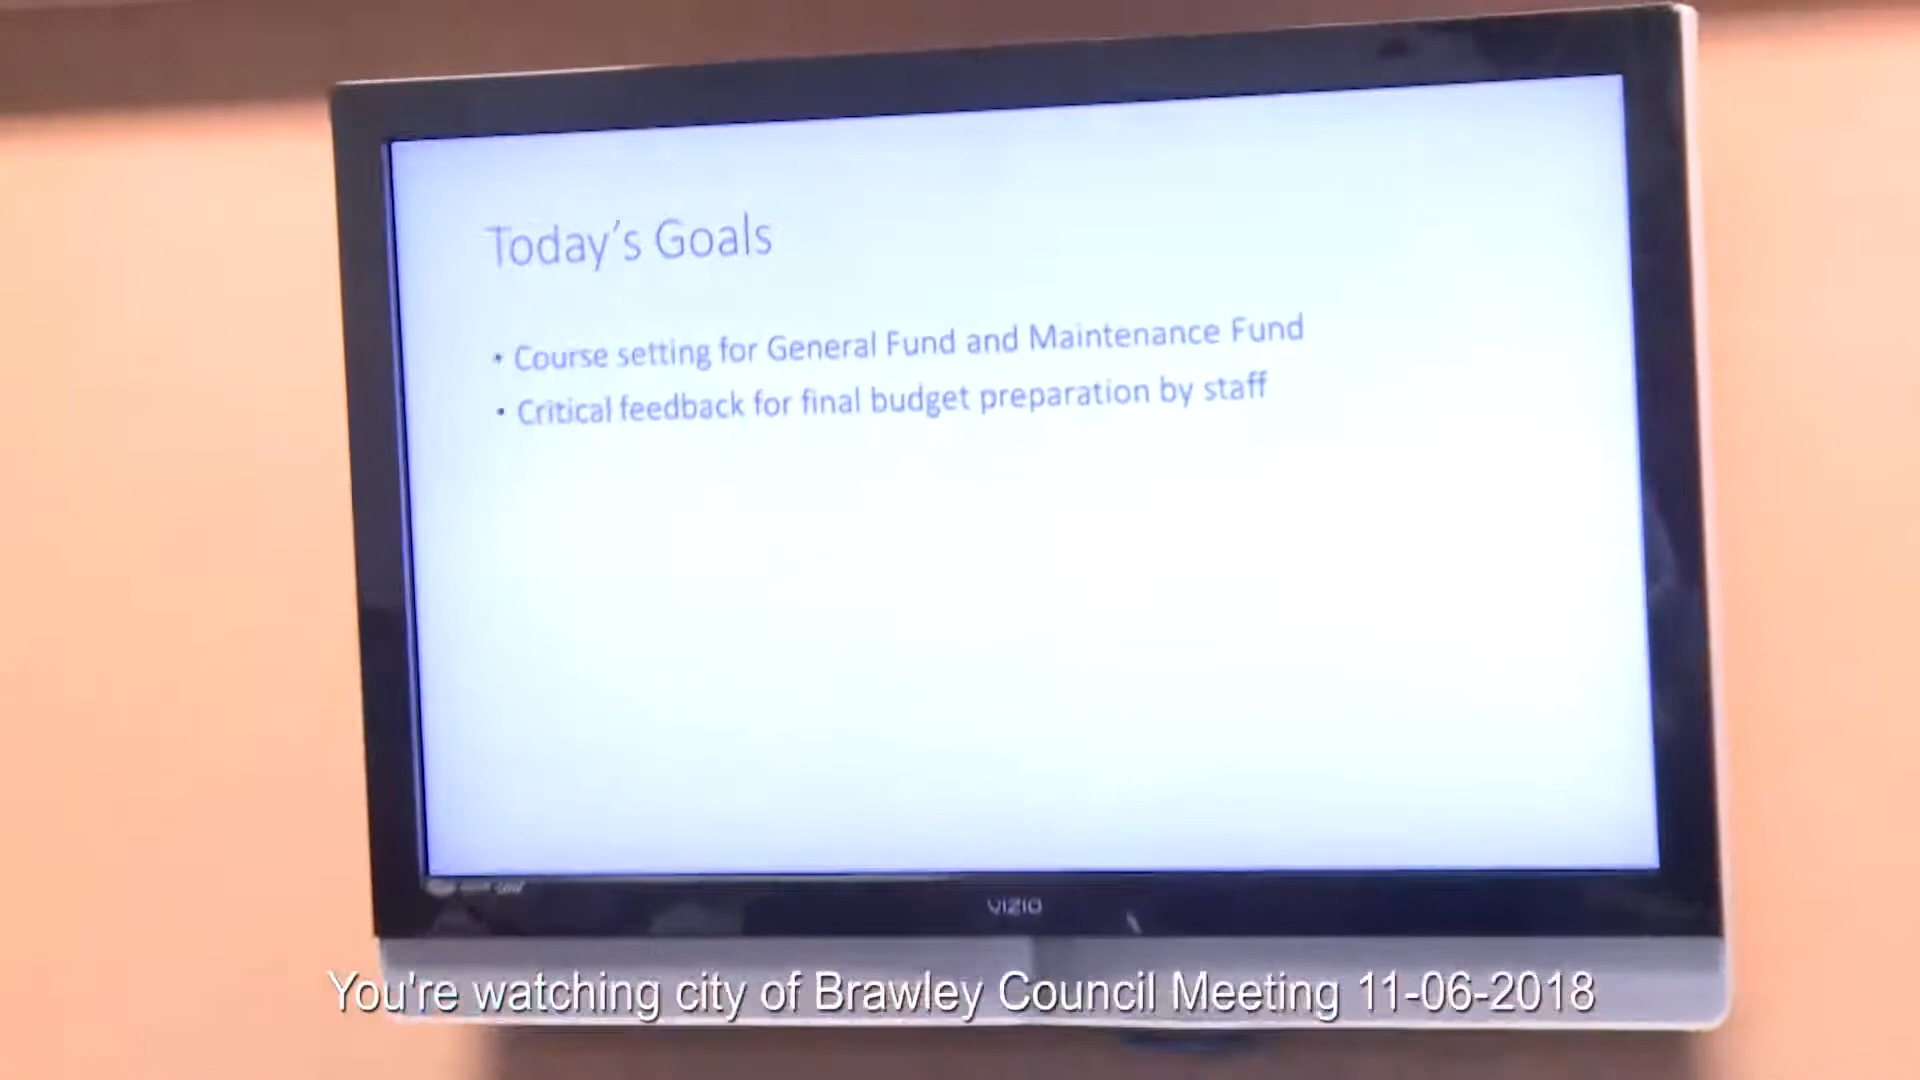 Today's Goals
• Course setting for General Fund and Maintenance Fund
• Critical feedback for final budget preparation by staff
VIZIO
You're watching city of Brawley Council Meeting 11-06-2018